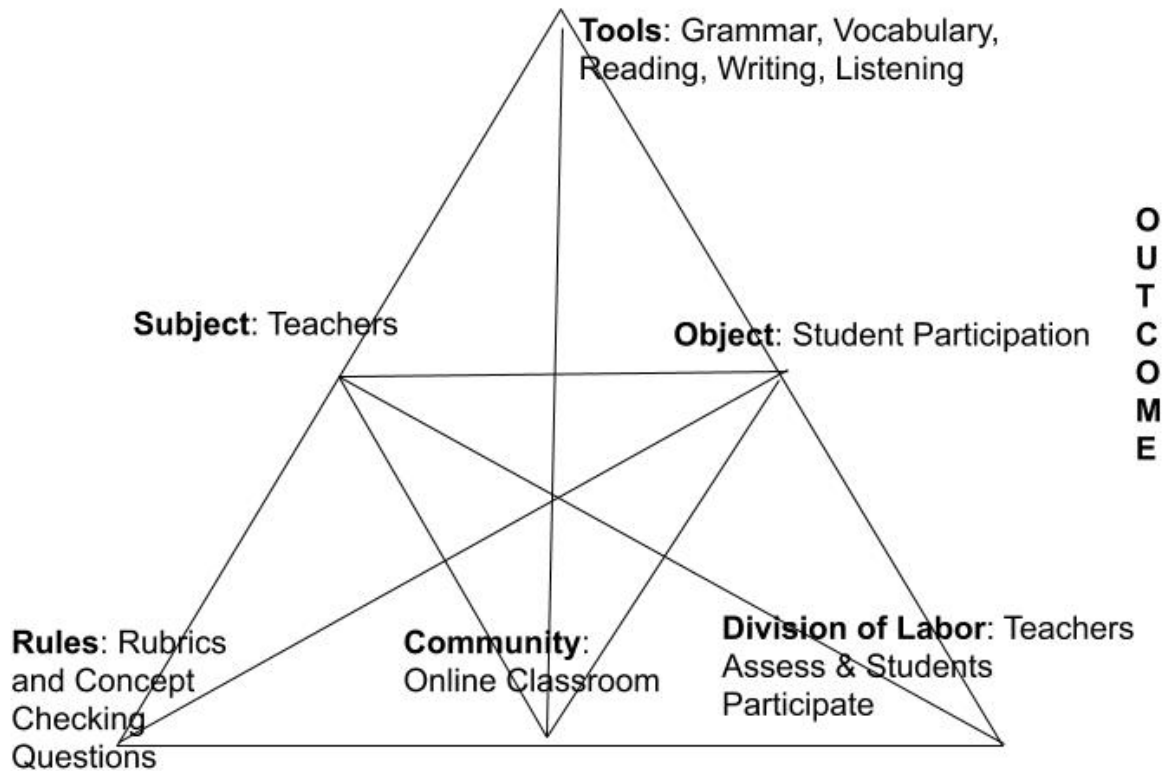 Tools: Grammar, Vocabulary,
Reading, Writing, Listening
O
U
T
C
O
M
E
Subject: Teachers
Object: Student Participation
Rules: Rubrics
and Concept
Checking
Questions
Community:
Online Classroom
Division of Labor: Teachers
Assess & Students
Participate